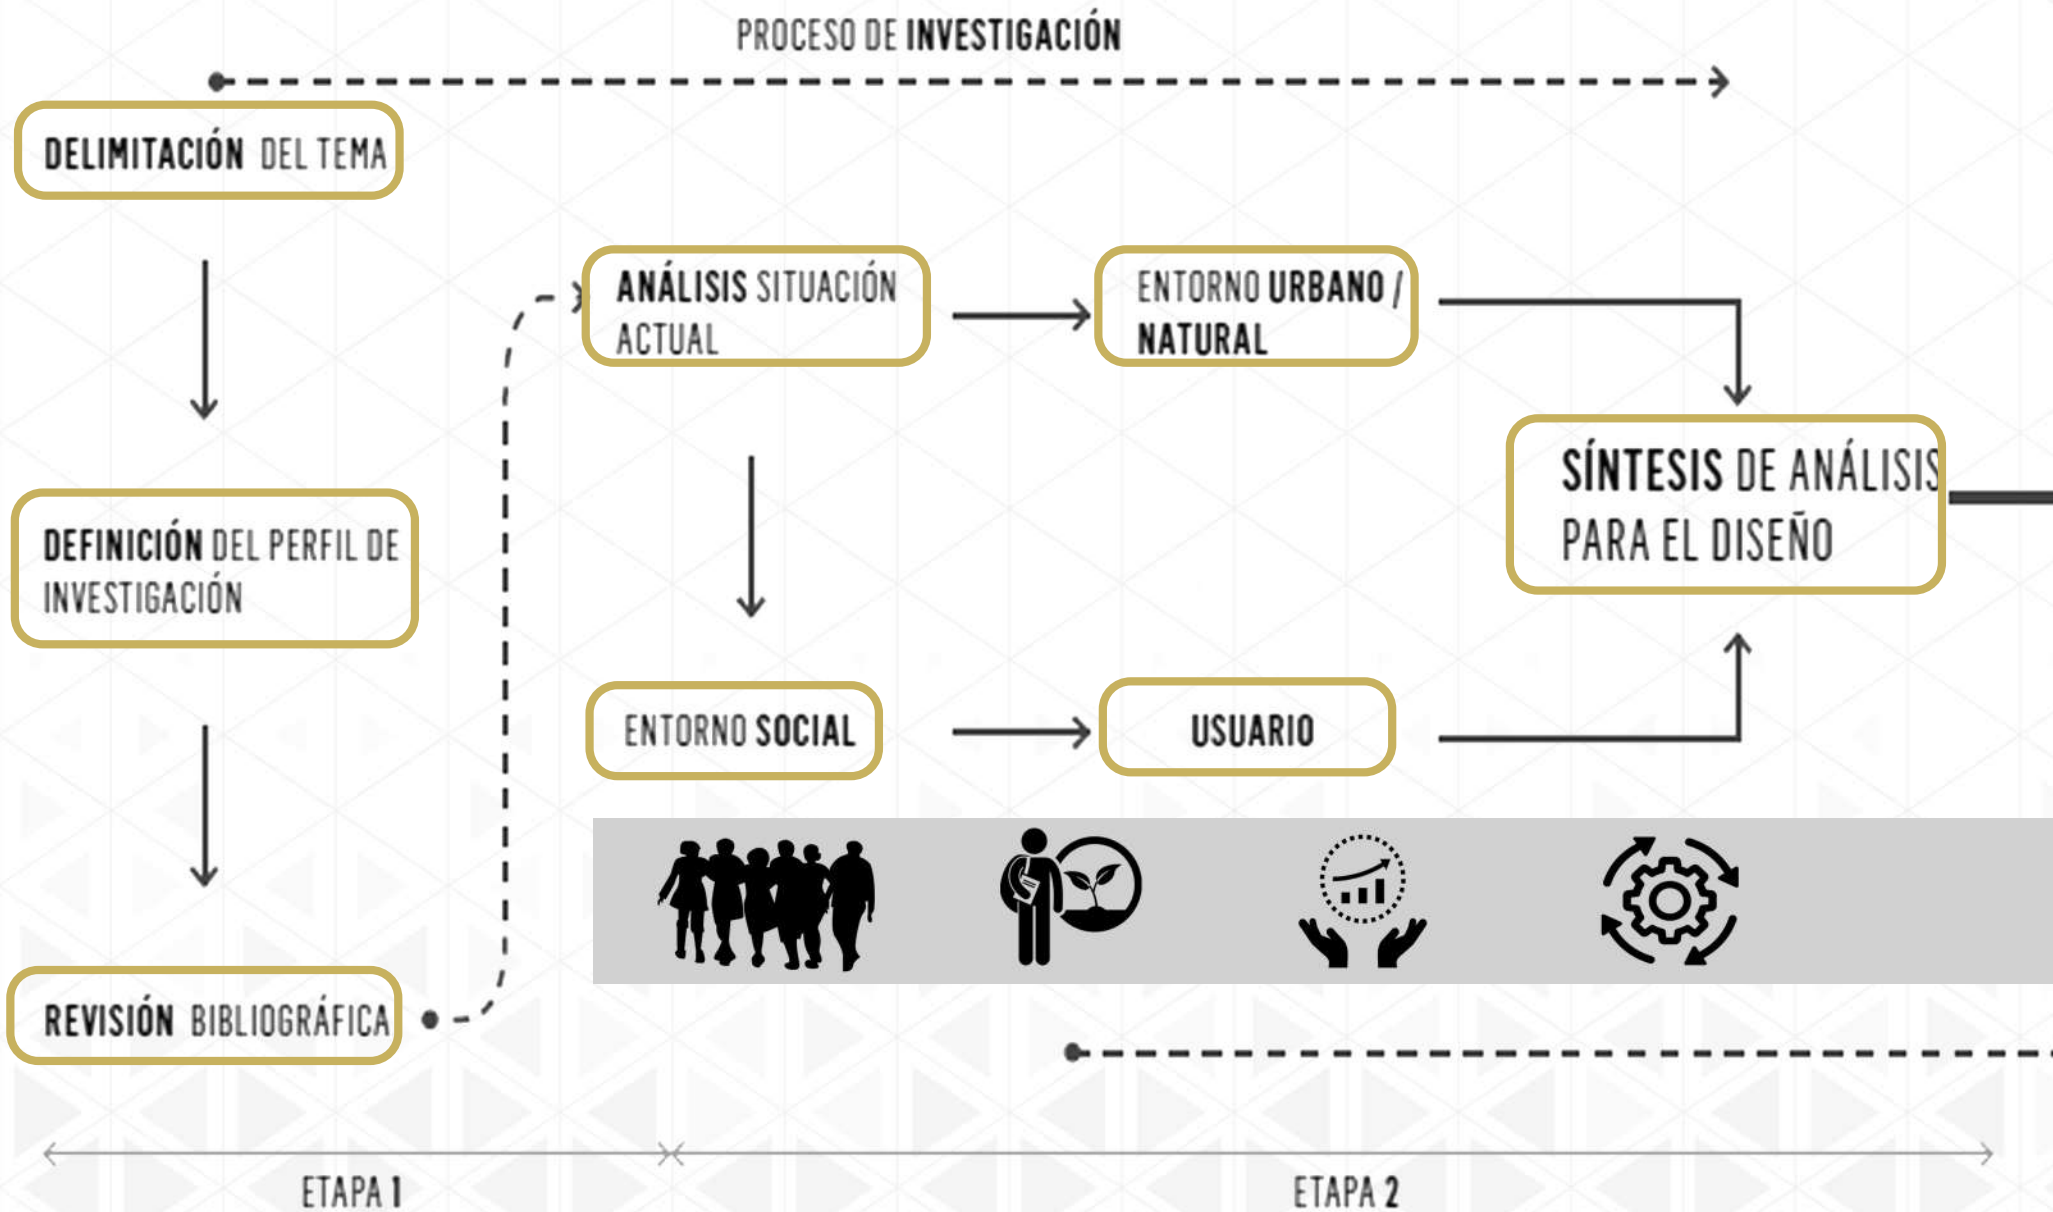 PROCESO DE INVESTIGACIÓN
DELIMITACIÓN DEL TEMA
DEFINICIÓN DEL PERFIL DE
INVESTIGACIÓN
REVISIÓN BIBLIOGRÁFICA
ANÁLISIS SITUACIÓN
ACTUAL
ENTORNO URBANO /
NATURAL
ENTORNO SOCIAL
USUARIO
SÍNTESIS DE ANÁLISIS
PARA EL DISEÑO
ETAPA 1
ETAPA 2